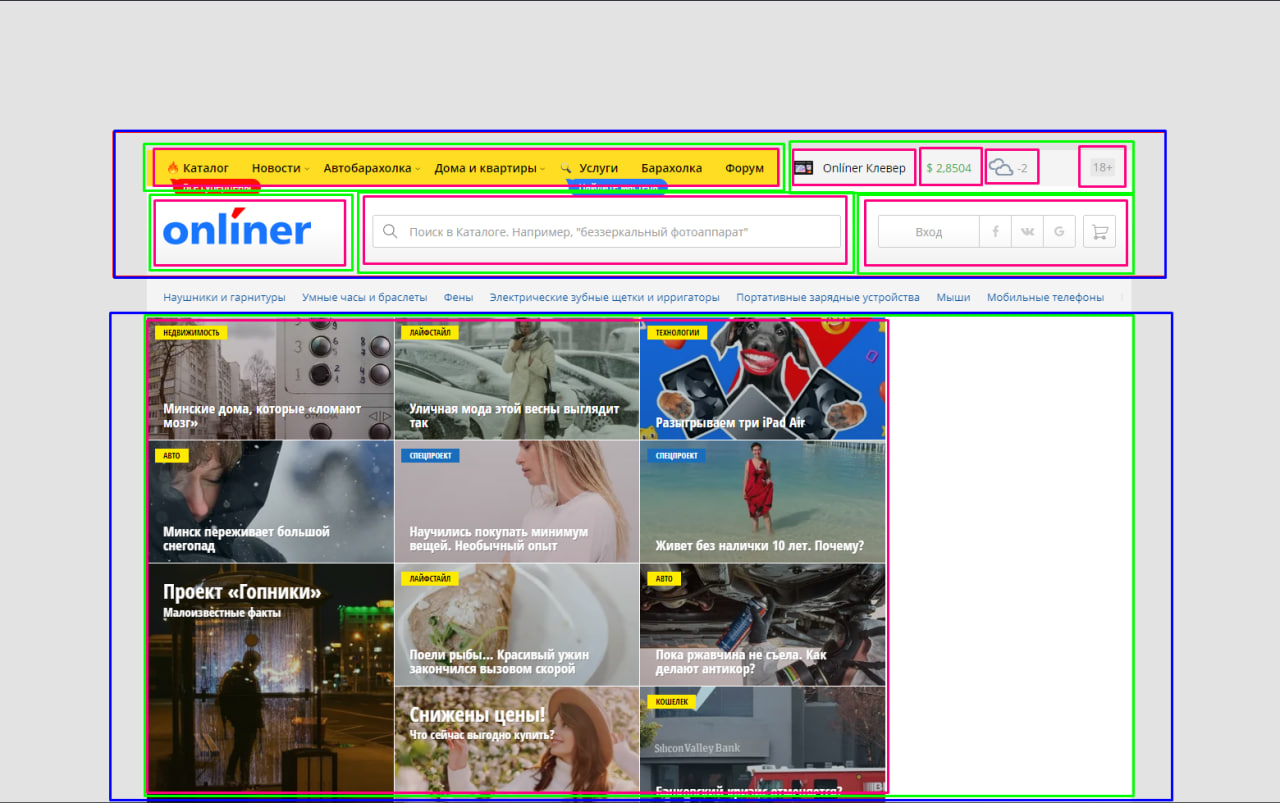 Каталог Новости Автобарахолка Дома и квартиры Услуги Барахолка Форум Onlíner Клевер $ 2,8504 -2 18+
onlíner Поиск в Каталоге. Например, "беззеркальный фотоаппарат" Вход f G
Наушники и гарнитуры Умные часы и браслеты Фены Электрические зубные щетки и ирригаторы Портативные зарядные устройства Мыши Мобильные телефоны
НЕДВИЖИМОСТЬ
Минские дома, которые «ломают
мозг»
ЛАЙФСТАЙЛ
Уличная мода этой весны выглядит
так
ТЕХНОЛОГИИ
Разыгрываем три iPad Air
АВТО
Минск переживает большой
снегопад
СПЕЦПРОЕКТ
Научились покупать минимум
вещей. Необычный опыт
СПЕЦПРОЕКТ
Живет без налички 10 лет. Почему?
Проект «Гопники»
Малоизвестные факты
ЛАЙФСТАЙЛ
Поели рыбы... Красивый ужин
закончился вызовом скорой
АВТО
Пока ржавчина не съела. Как
делают антикор?
Снижены цены!
Что сейчас выгодно купить?
КОШЕЛЕК
Silicon Valley Bank
Банковский кризис отменяется?